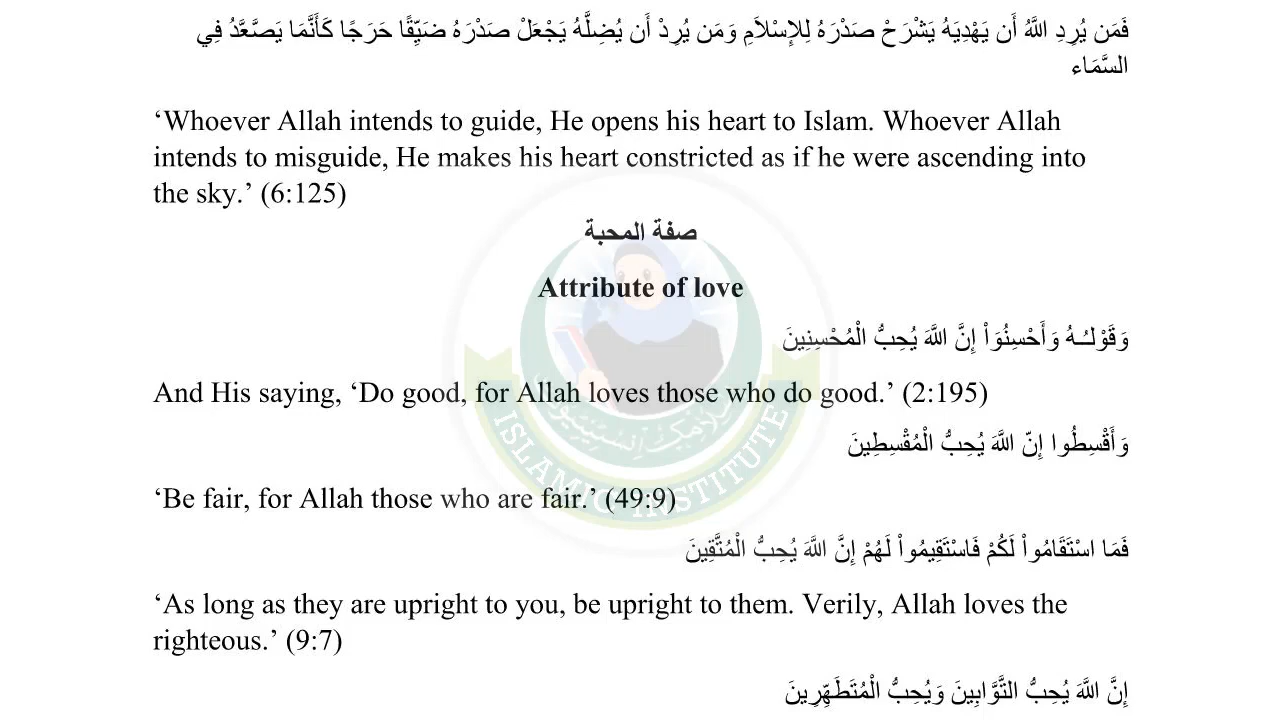 فَمَن يُرِدِ اللَّهُ أَن يَهْدِيَهُ يَشْرَحْ صَدْرَهُ لِلإِسْلَامِ وَمَن يُرِدْ أَن يُضِلَّهُ يَجْعَلْ صَدْرَهُ ضَيِّقًا حَرَجًا كَأَنَّمَا يَصَّعَّدُ فِي
السَّمَاء
‘Whoever Allah intends to guide, He opens his heart to Islam. Whoever Allah
intends to misguide, He makes his heart constricted as if he were ascending into
the sky.’ (6:125)
صفة المحبة
Attribute of love
وَقَوْلُـهُ وَأَحْسِنُوَاْ إِنَّ اللَّهَ يُحِبُّ الْمُحْسِنِينَ
And His saying, ‘Do good, for Allah loves those who do good.’ (2:195)
وَأَقْسِطُوا إِنّ اللَّهَ يُحِبُّ الْمُقْسِطِينَ
‘Be fair, for Allah those who are fair.’ (49:9)
فَمَا اسْتَقَامُواْ لَكُمْ فَاسْتَقِيمُواْ لَهُمْ إِنَّ اللَّهَ يُحِبُّ الْمُتَّقِينَ
‘As long as they are upright to you, be upright to them. Verily, Allah loves the
righteous.’ (9:7)
إِنَّ اللَّهَ يُحِبُّ التَّوَّابِينَ وَيُحِبُّ الْمُتَطَهِّرِينَ
ISLAMIC INSTITUTE